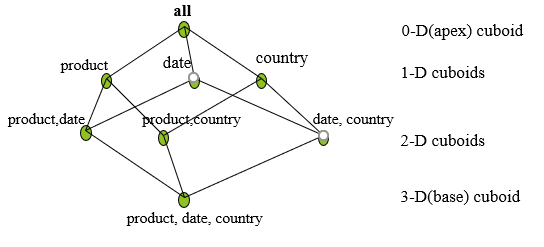 all
0-D(apex) cuboid
product
date
country
1-D cuboids
product,date
product,country
date, country
2-D cuboids
3-D(base) cuboid
product, date, country